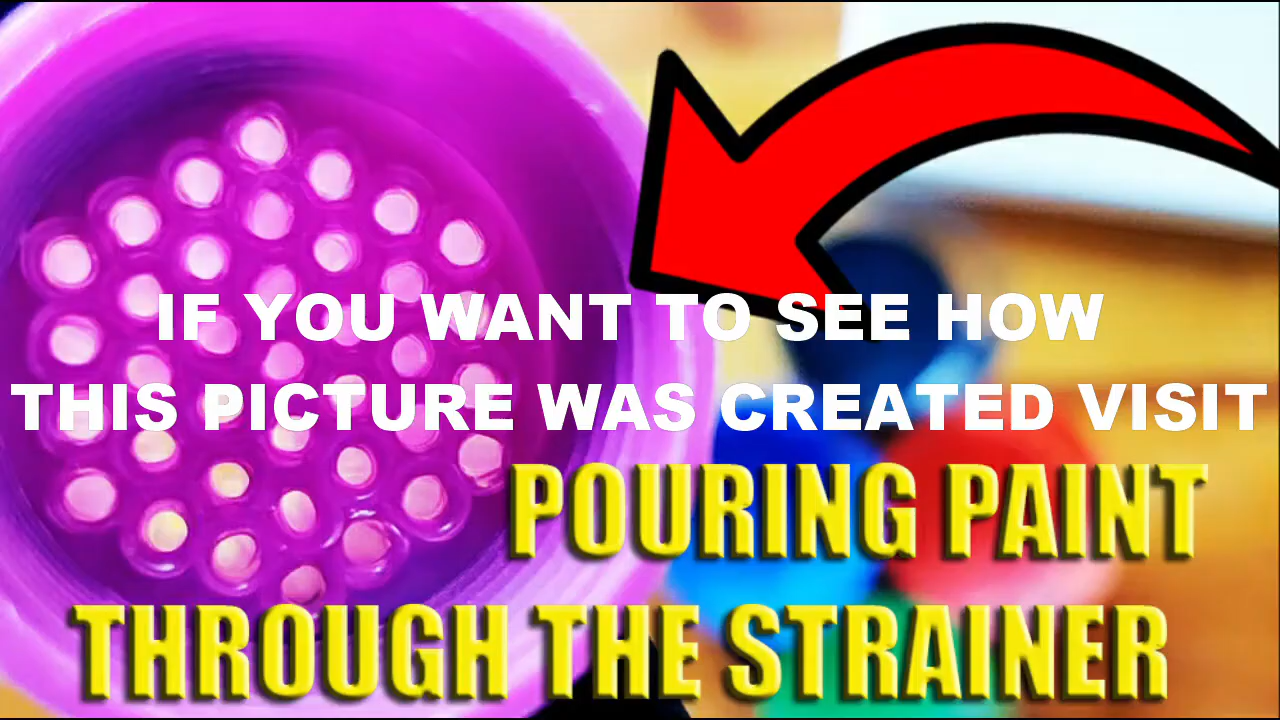 IF YOU WANT TO SEE HOW
THIS PICTURE WAS CREATED VISIT
POURING PAINT
THROUGH THE STRAINER